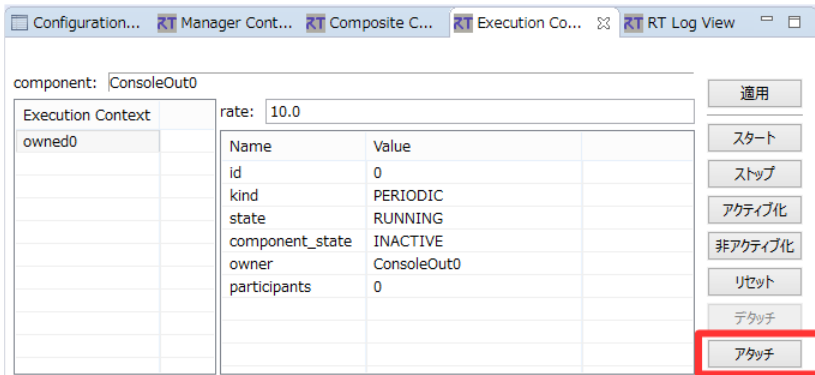 Configuration... RT Manager Cont... RT Composite C... RT Execution Co... RT RT Log View
component: ConsoleOut0
適用
Execution Context
rate: 10.0
owned0
スタート
Name Value
id 0
ストップ
kind PERIODIC
アクティブ化
state RUNNING
component_state INACTIVE
非アクティブ化
owner ConsoleOut0
participants 0
リセット
デタッチ
アタッチ